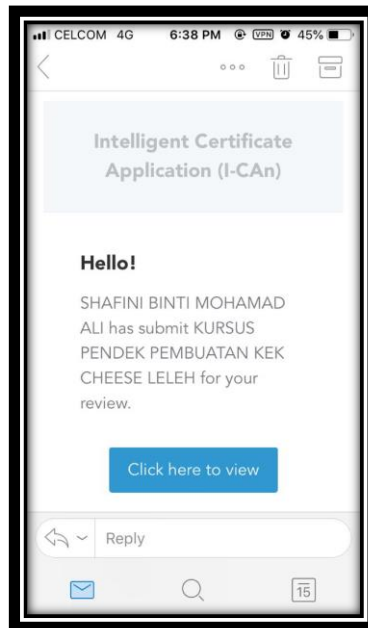 CELCOM 4G 6:38 PM VPN 45%
Intelligent Certificate
Application (I-CAn)
Hello!
SHAFINI BINTI MOHAMAD
ALI has submit KURSUS
PENDEK PEMBUATAN KEK
CHEESE LELEH for your
review.
Click here to view
Reply
15